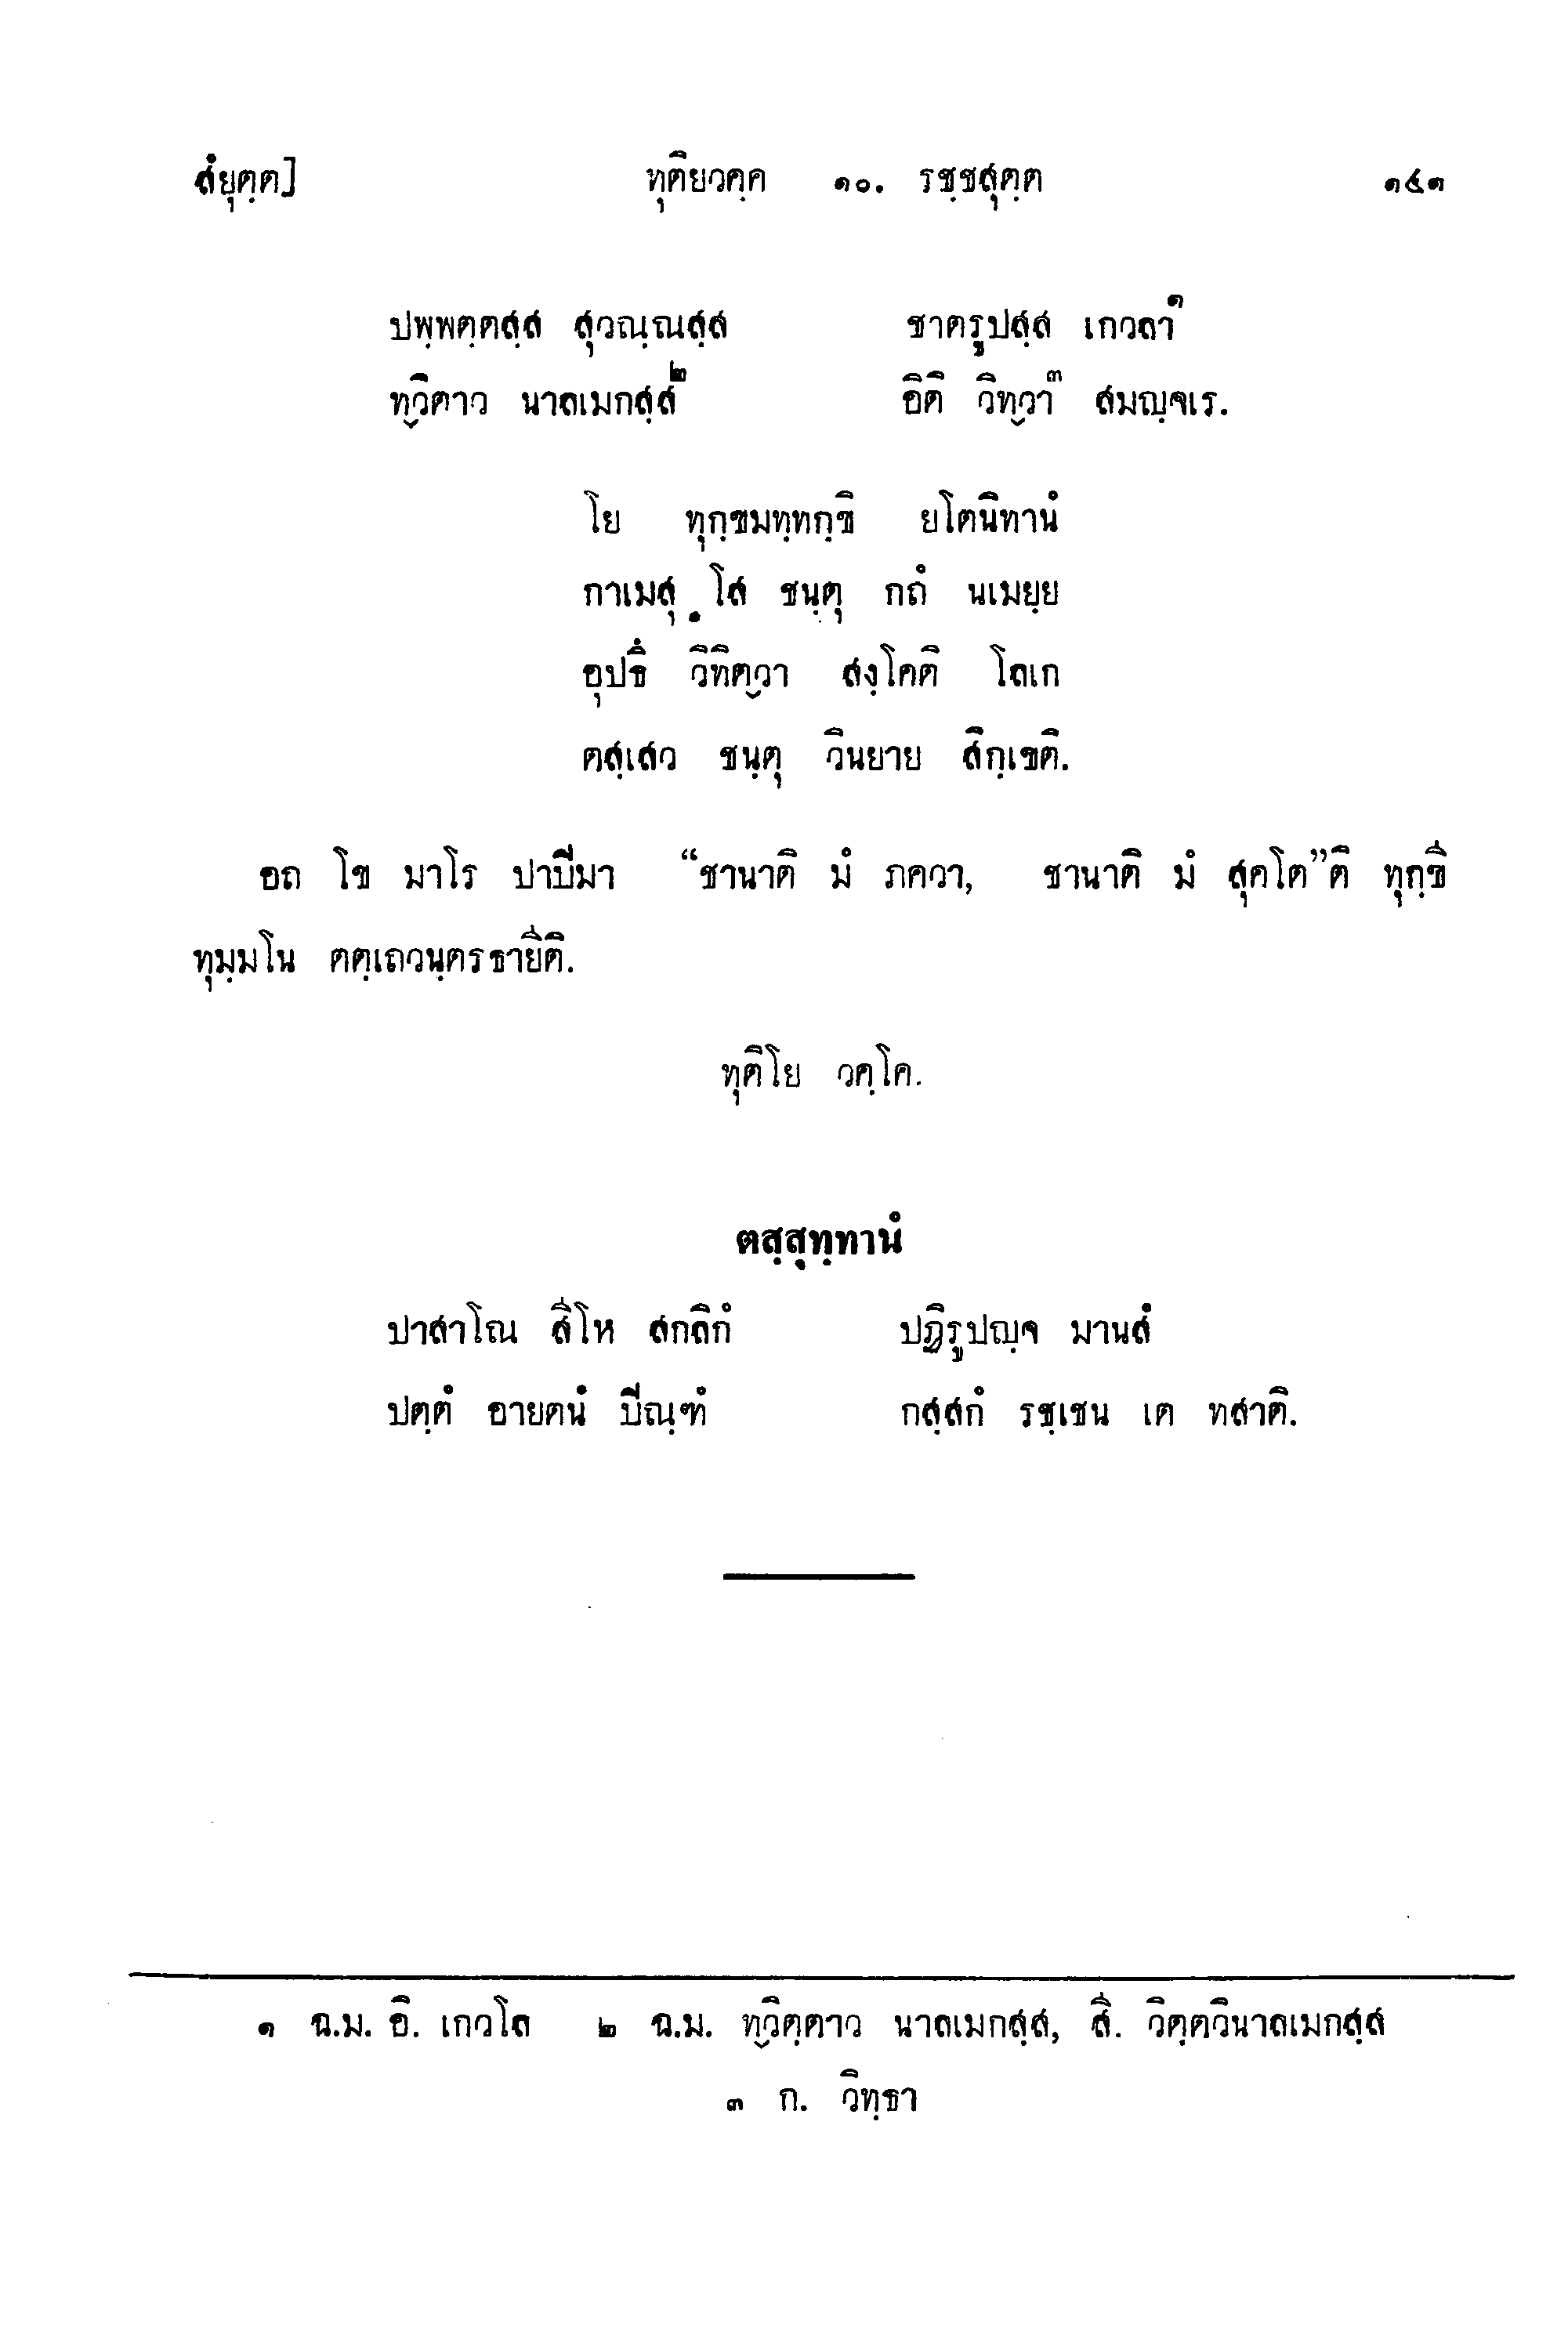 สํยุตฺต] ทุติยวคฺค ๑๐. รชฺชสุตฺต ๑๔๑
ปพฺพตฺตสฺส สุวณฺณสฺส ชาตรูปสฺส เกวลา๑
ทฺวิตาว นาลเมกสฺส๒ อิติ วิทฺวา๓ สมญฺจเร.
โย ทุกฺขมทฺทกฺขิ ยโตนิทานํ
กาเมสุ โส ชนฺตุ กถํ นเมยฺย
อุปธึ วิทิตฺวา สงฺโคติ โลเก
ตสฺเสว ชนฺตุ วินยาย สิกฺเขติ.
อถ โข มาโร ปาปิมา “ชานาติ มํ ภควา, ชานาติ มํ สุคโต”ติ ทุกฺขี
ทุมฺมโน ตตฺเถวนฺตรธายีติ.
ทุติโย วคฺโค.
ตสฺสุทฺทานํ
ปาสาโณ สีโห สกลิกํ ปฏิรูปญฺจ มานสํ
ปตฺตํ อายตนํ ปิณฺฑํ กสฺสกํ รชฺเชน เต ทสาติ.
๑ ฉ.ม. อิ. เกวโล ๒ ฉ.ม. ทฺวิตฺตาว นาลเมกสฺส, สี. วิตฺตวินาลเมกสฺส
๓ ก. วิทฺธา